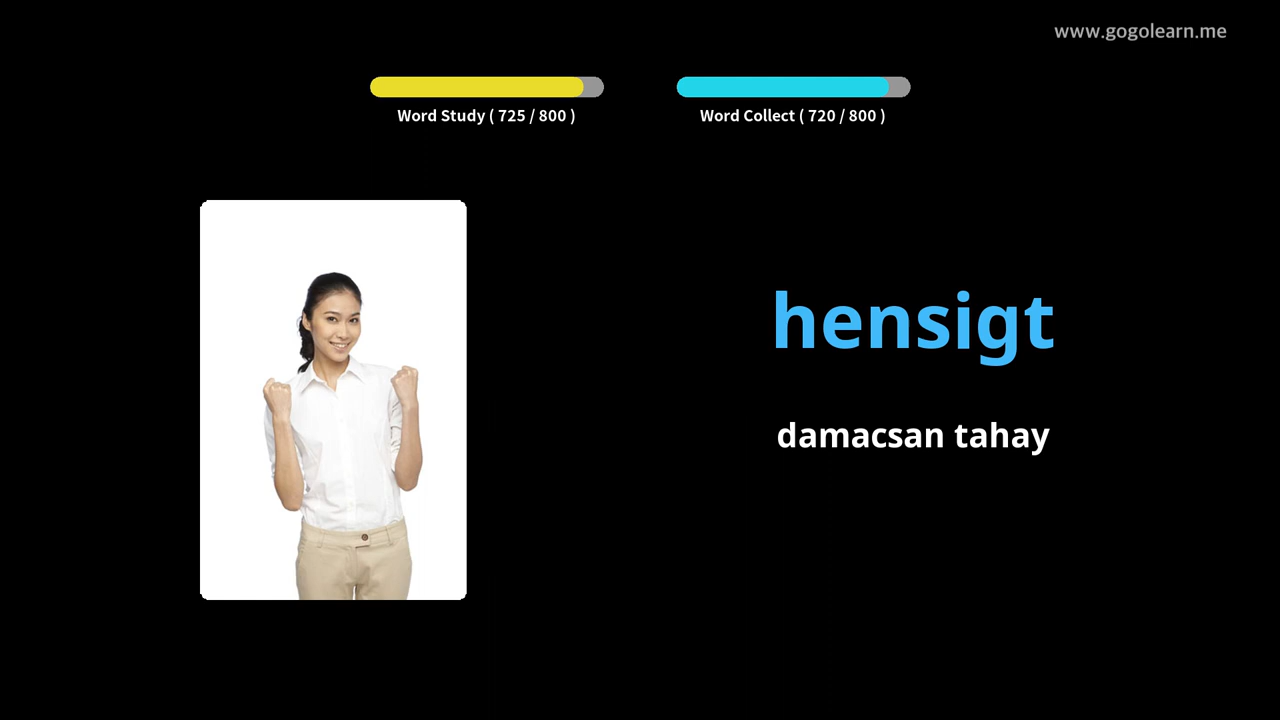 www.gogolearn.me
Word Study ( 725 / 800 )
Word Collect ( 720 / 800 )
hensigt
damacsan tahay